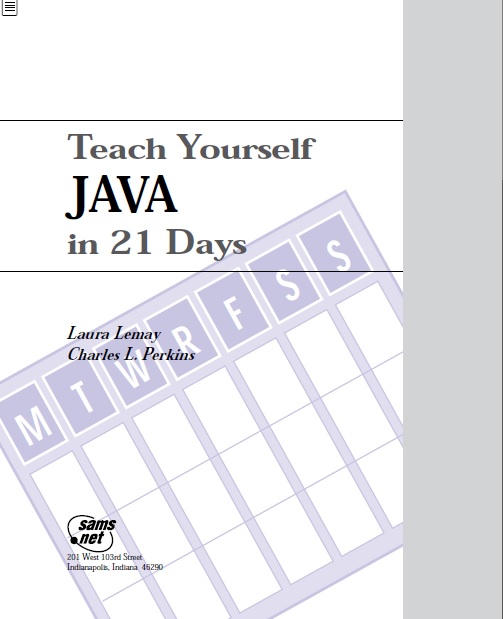 Teach Yourself
JAVA
in 21 Days
M T W R F S S
Laura Lemay
Charles L. Perkins
sams
.net
201 West 103rd Street
Indianapolis, Indiana 46290